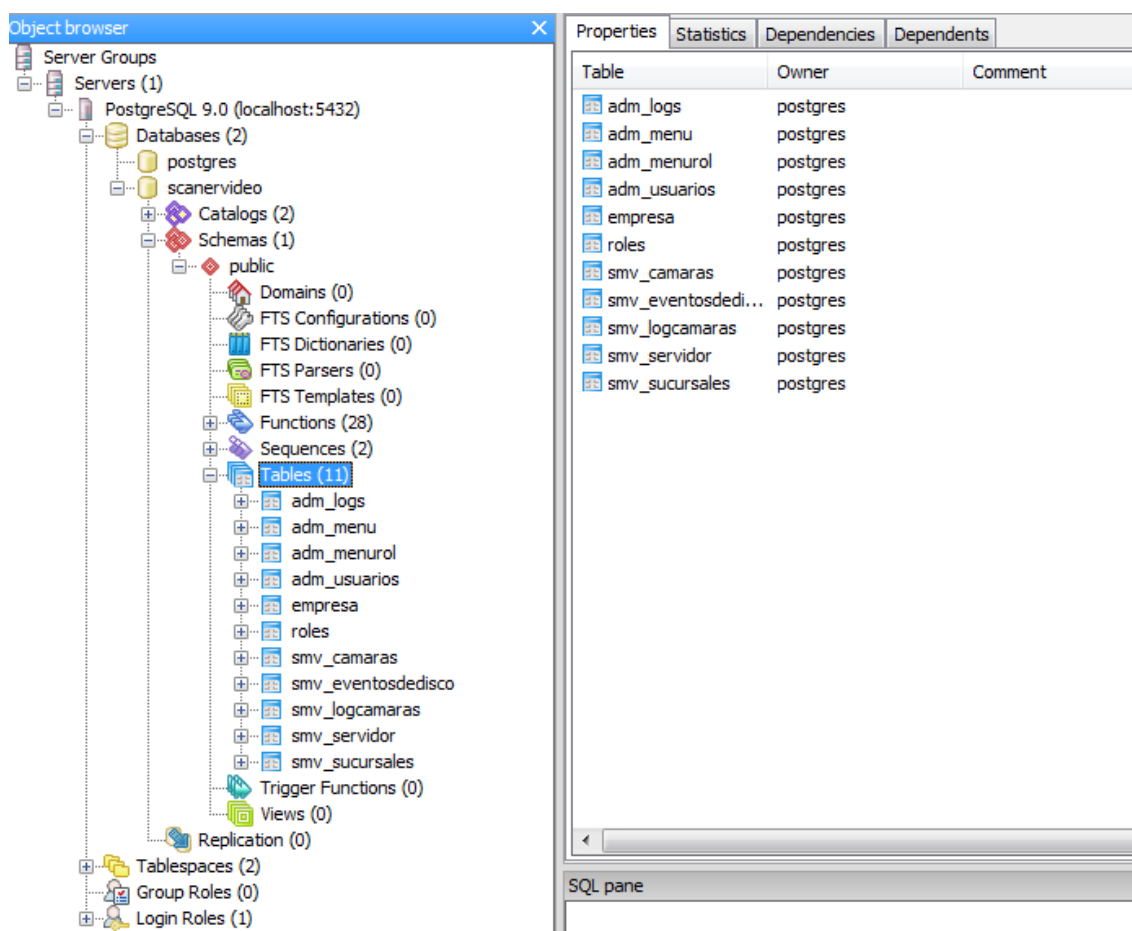 Object browser
Server Groups
Servers (1)
PostgreSQL 9.0 (localhost:5432)
Databases (2)
postgres
scanervideo
Catalogs (2)
Schemas (1)
public
Domains (0)
FTS Configurations (0)
FTS Dictionaries (0)
FTS Parsers (0)
FTS Templates (0)
Functions (28)
Sequences (2)
Tables (11)
adm_logs
adm_menu
adm_menurol
adm_usuarios
empresa
roles
smv_camaras
smv_eventosdedisco
smv_logcamaras
smv_servidor
smv_sucursales
Trigger Functions (0)
Views (0)
Replication (0)
Tablespaces (2)
Group Roles (0)
Login Roles (1)
Properties Statistics Dependencies Dependents
Table Owner Comment
adm_logs postgres
adm_menu postgres
adm_menurol postgres
adm_usuarios postgres
empresa postgres
roles postgres
smv_camaras postgres
smv_eventosdedi... postgres
smv_logcamaras postgres
smv_servidor postgres
smv_sucursales postgres
SQL pane